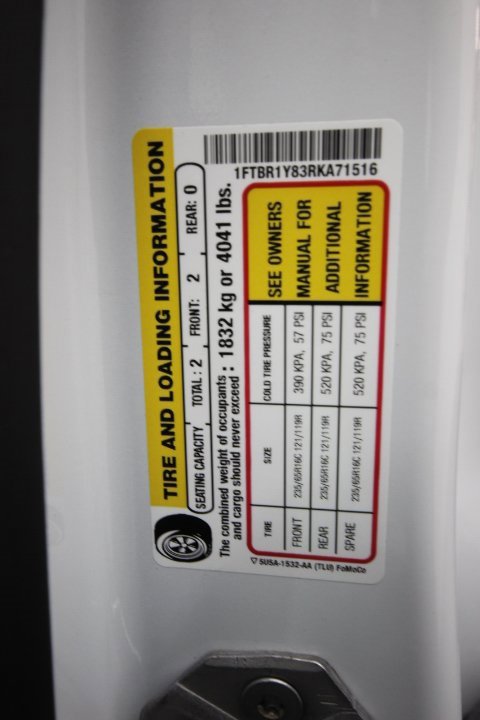 TIRE AND LOADING INFORMATION
SEATING CAPACITY TOTAL: 2 FRONT: 2 REAR: 0
The combined weight of occupants
and cargo should never exceed : 1832 kg or 4041 lbs.
TIRE SIZE COLD TIRE PRESSURE SEE OWNERS
FRONT 235/65R16C 121/119R 390 KPA, 57 PSI MANUAL FOR
REAR 235/65R16C 121/119R 520 KPA, 75 PSI ADDITIONAL
SPARE 235/65R16C 121/119R 520 KPA, 75 PSI INFORMATION
▽ 5U5A-1532-AA (TLU) FoMoCo
1FTBR1Y83RKA71516